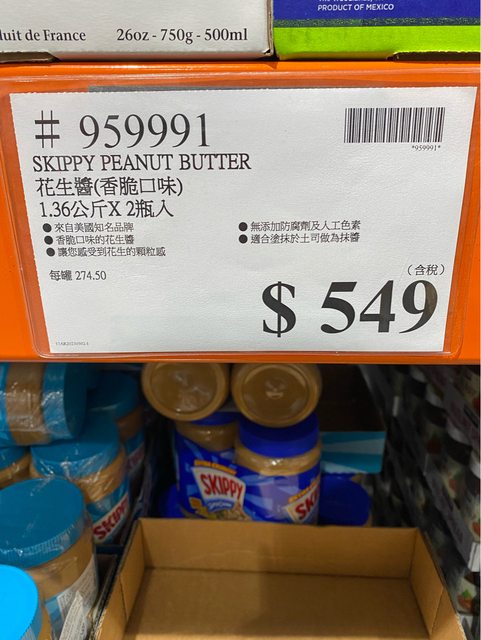 duit de France
26oz - 750g - 500ml
PRODUCT OF MEXICO
# 959991
*959991*
SKIPPY PEANUT BUTTER
花生醬(香脆口味)
1.36公斤X 2瓶入
●來自美國知名品牌
●香脆口味的花生醬
●讓您感受到花生的顆粒感
●無添加防腐劑及人工色素
●適合塗抹於土司做為抹醬
每罐 274.50
(含稅)
$ 549
SKIPPY
SK
SKIPPY